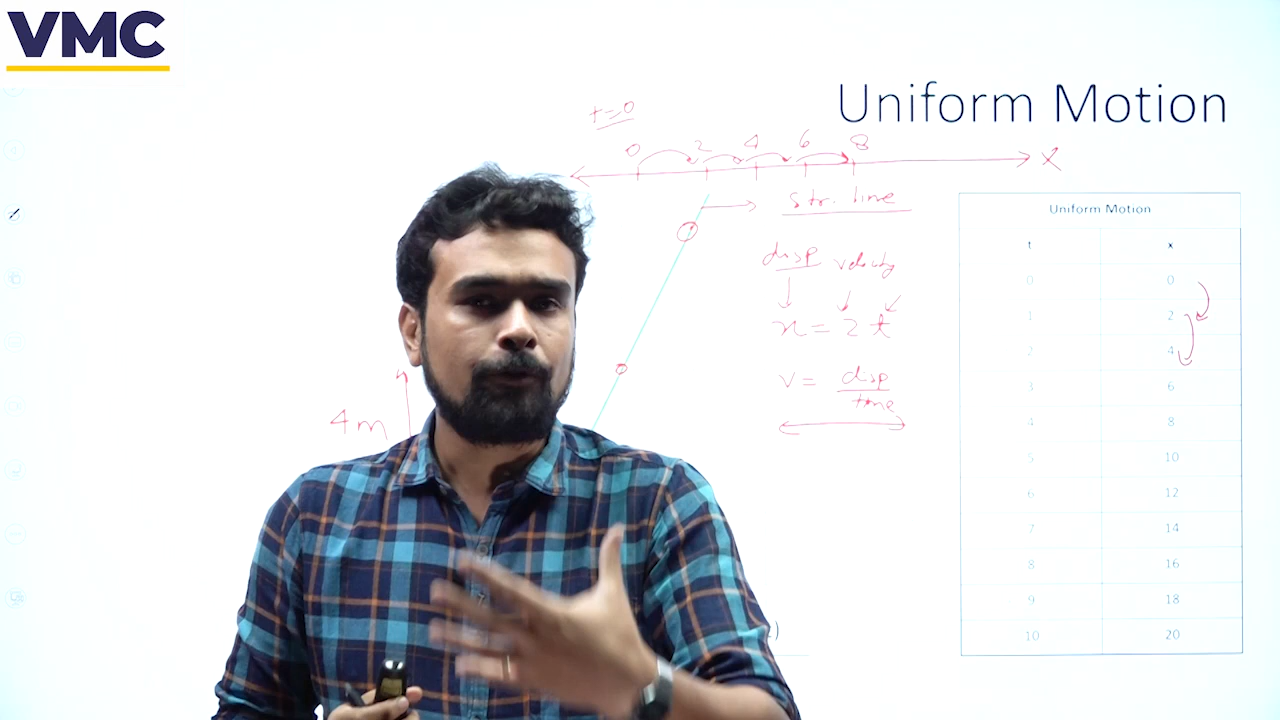 VMC
Uniform Motion
t=0
0 2 4 6 8
X
str. line
disp velocity
x = 2 t
v = disp
time
4m
Uniform Motion
t x
0 0
1 2
2 4
3 6
4 8
5 10
6 12
7 14
8 16
9 18
10 20